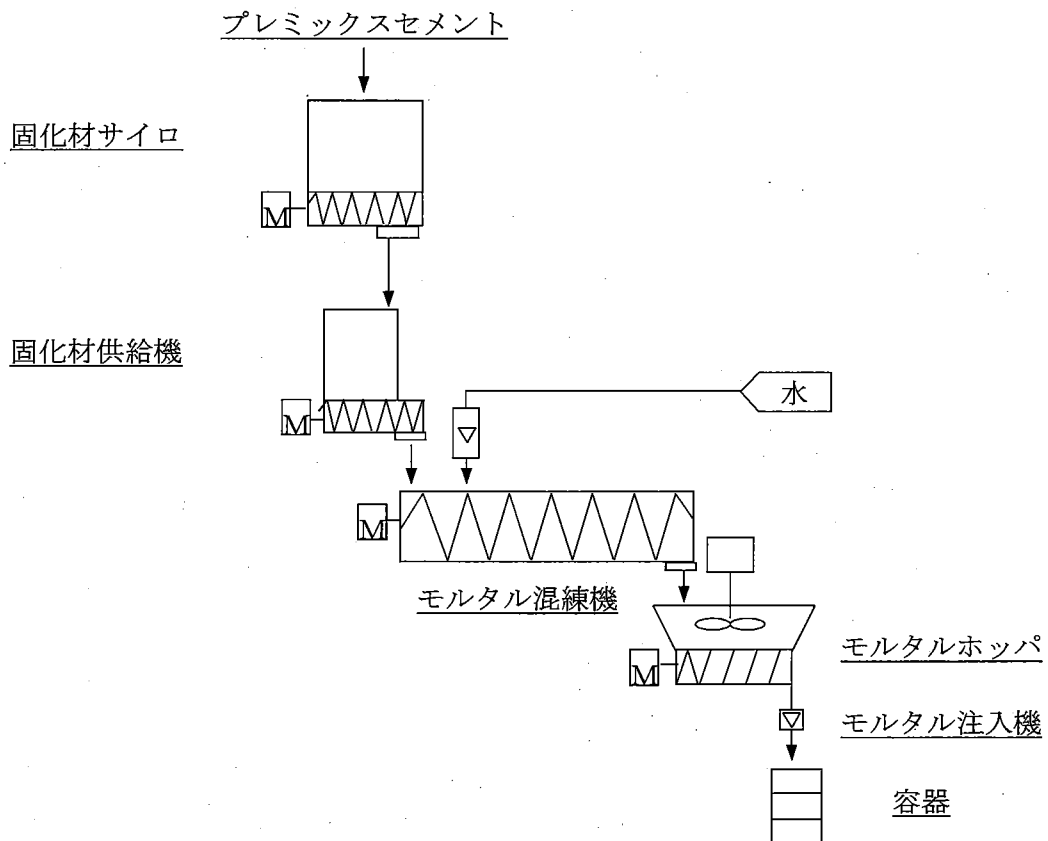 プレミックスセメント
固化材サイロ
M
固化材供給機
水
M
M
モルタル混練機
モルタルホッパ
M
モルタル注入機
容器